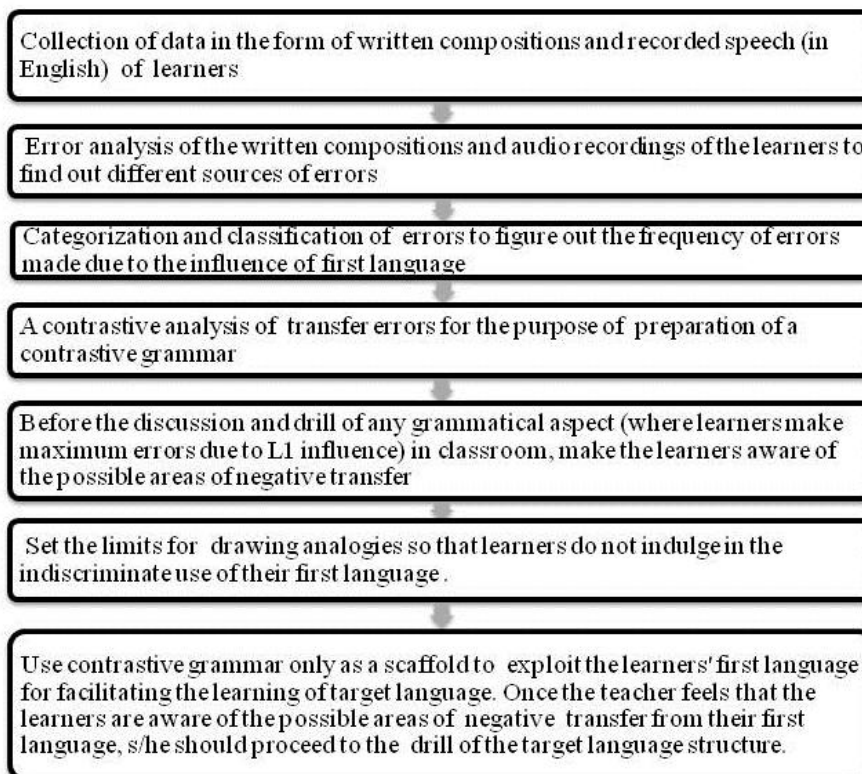 Collection of data in the form of written compositions and recorded speech (in
English) of learners
Error analysis of the written compositions and audio recordings of the learners to
find out different sources of errors
Categorization and classification of errors to figure out the frequency of errors
made due to the influence of first language
A contrastive analysis of transfer errors for the purpose of preparation of a
contrastive grammar
Before the discussion and drill of any grammatical aspect (where learners make
maximum errors due to L1 influence) in classroom, make the learners aware of
the possible areas of negative transfer
Set the limits for drawing analogies so that learners do not indulge in the
indiscriminate use of their first language .
Use contrastive grammar only as a scaffold to exploit the learners' first language
for facilitating the learning of target language. Once the teacher feels that the
learners are aware of the possible areas of negative transfer from their first
language, s/he should proceed to the drill of the target language structure.